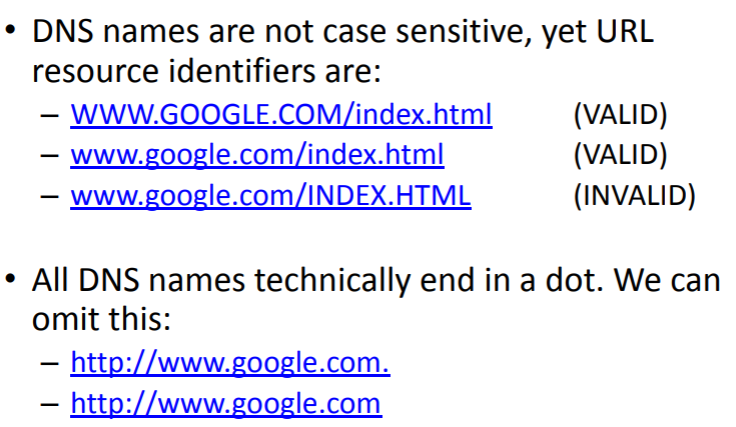 • DNS names are not case sensitive, yet URL
resource identifiers are:
– WWW.GOOGLE.COM/index.html (VALID)
– www.google.com/index.html (VALID)
– www.google.com/INDEX.HTML (INVALID)
• All DNS names technically end in a dot. We can
omit this:
– http://www.google.com.
– http://www.google.com